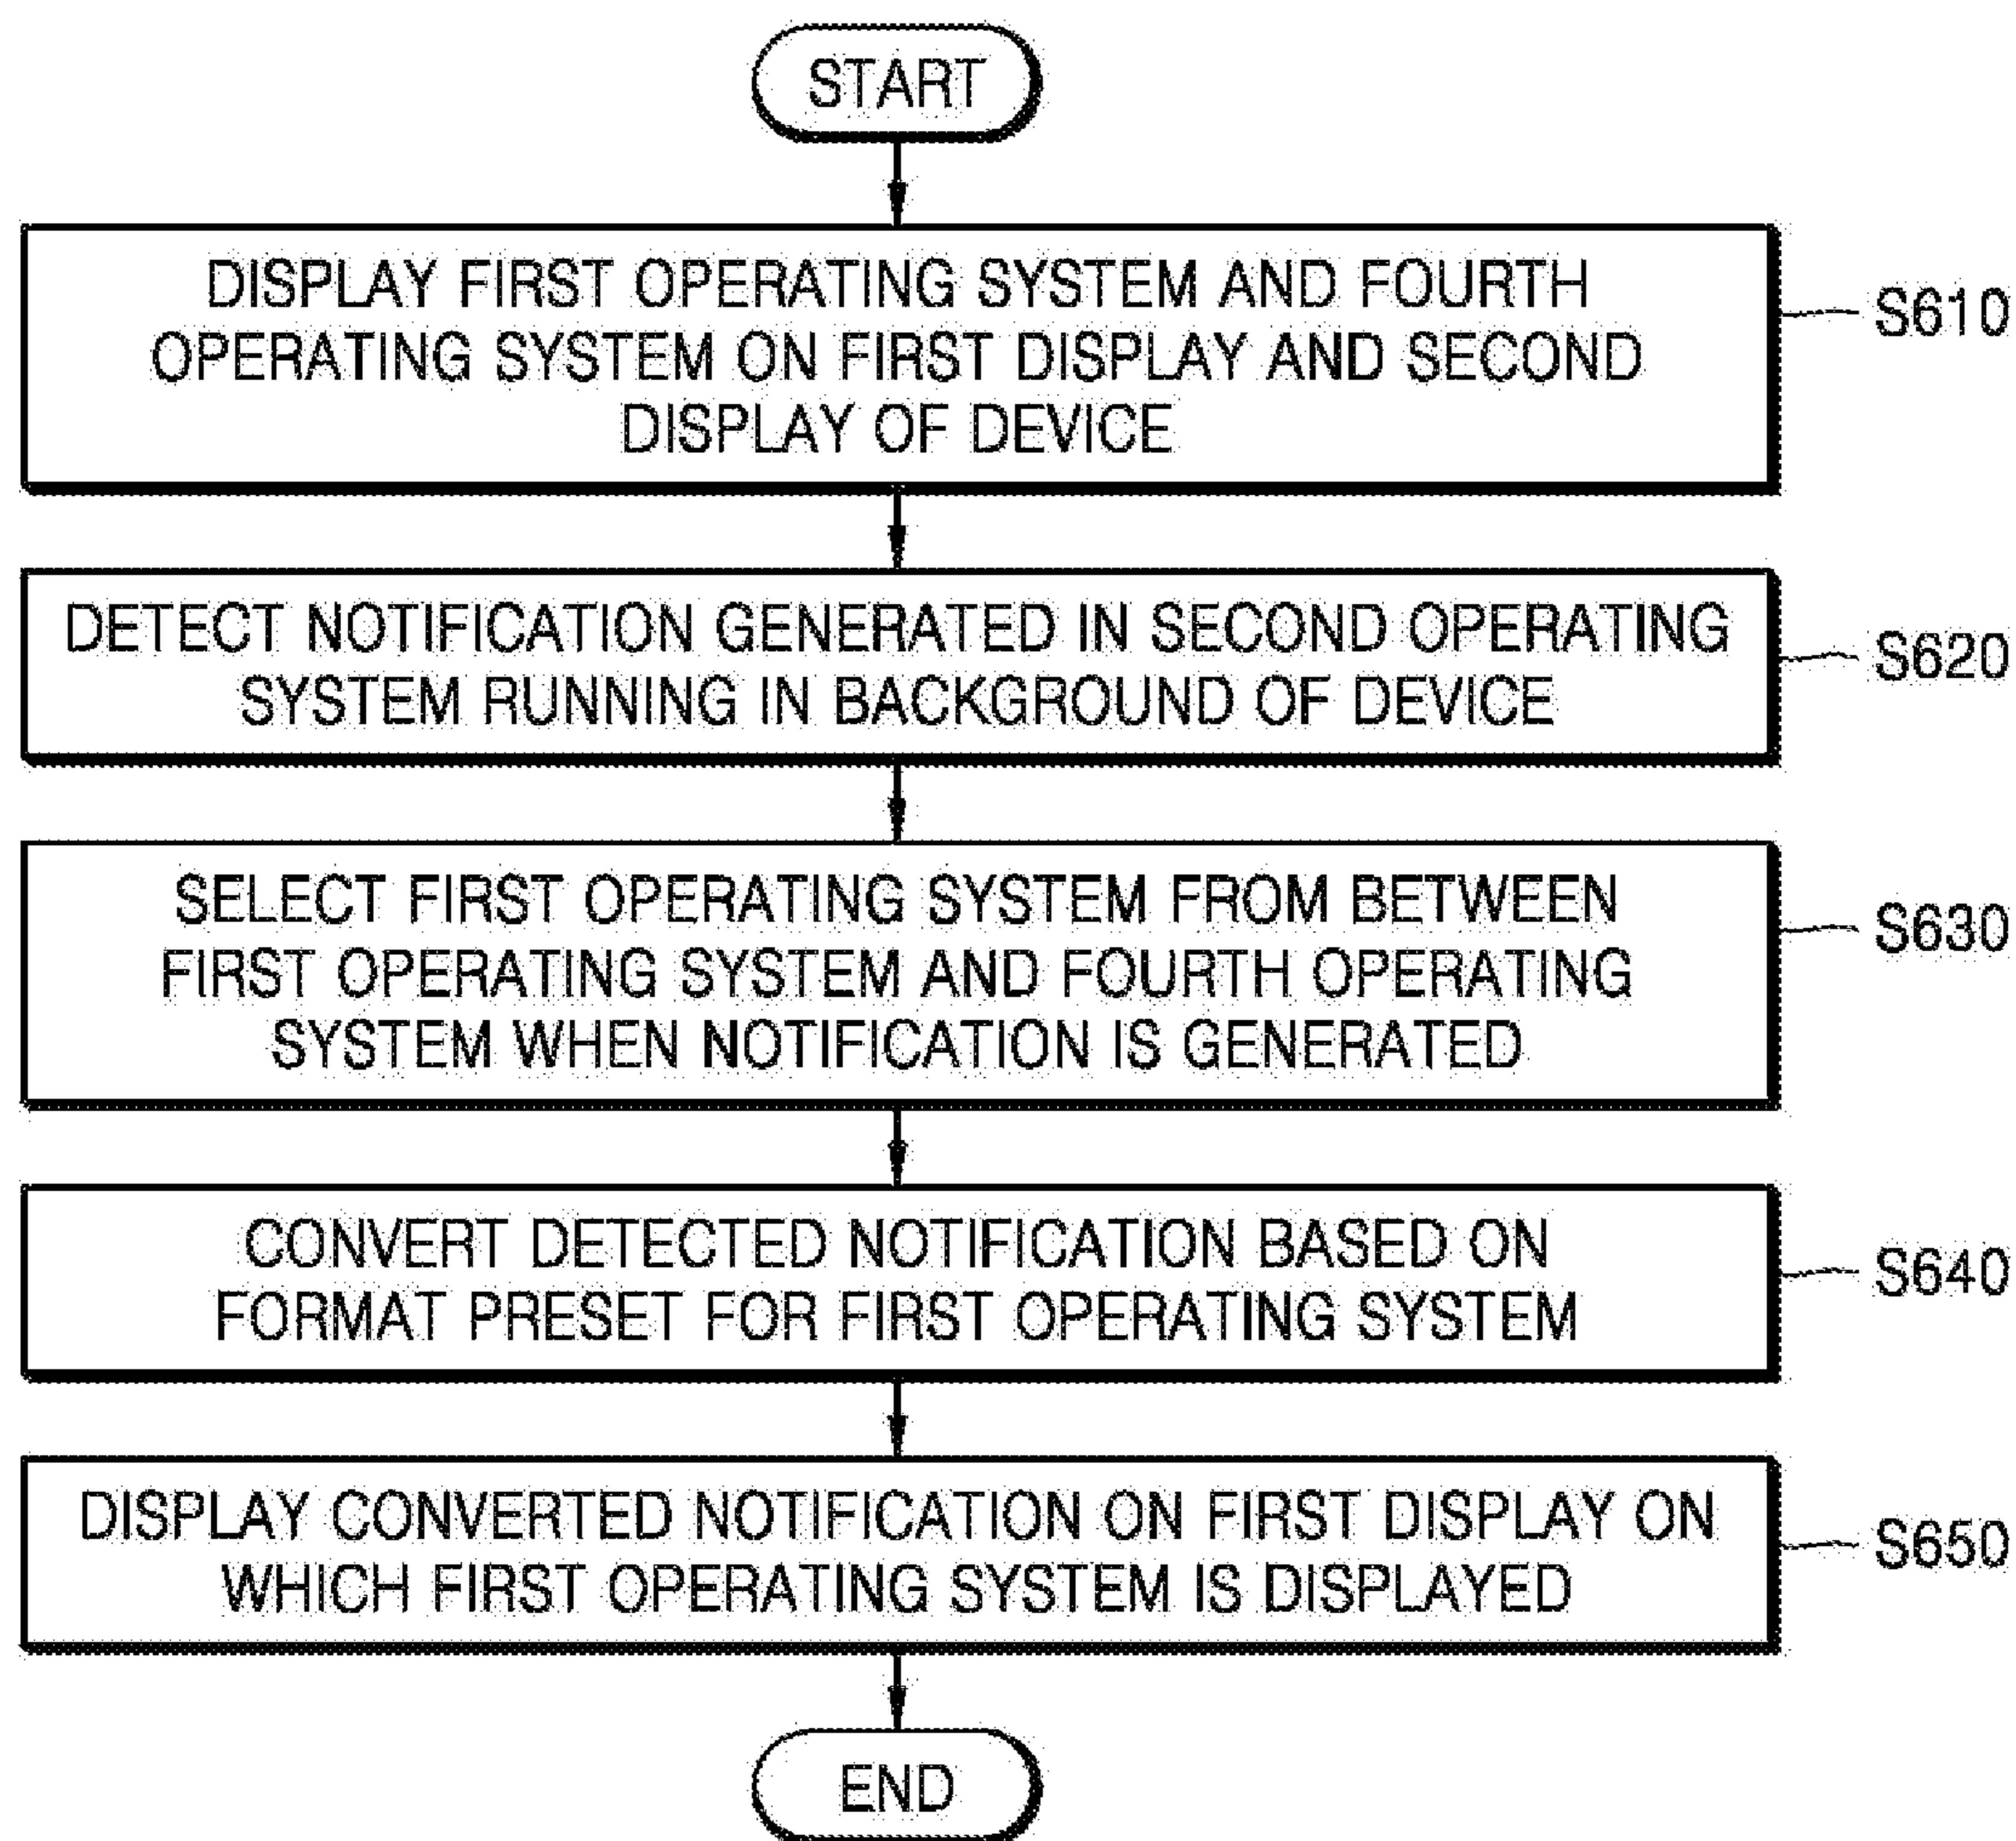 START
DISPLAY FIRST OPERATING SYSTEM AND FOURTH
OPERATING SYSTEM ON FIRST DISPLAY AND SECOND
DISPLAY OF DEVICE
S610
DETECT NOTIFICATION GENERATED IN SECOND OPERATING
SYSTEM RUNNING IN BACKGROUND OF DEVICE
S620
SELECT FIRST OPERATING SYSTEM FROM BETWEEN
FIRST OPERATING SYSTEM AND FOURTH OPERATING
SYSTEM WHEN NOTIFICATION IS GENERATED
S630
CONVERT DETECTED NOTIFICATION BASED ON
FORMAT PRESET FOR FIRST OPERATING SYSTEM
S640
DISPLAY CONVERTED NOTIFICATION ON FIRST DISPLAY ON
WHICH FIRST OPERATING SYSTEM IS DISPLAYED
S650
END